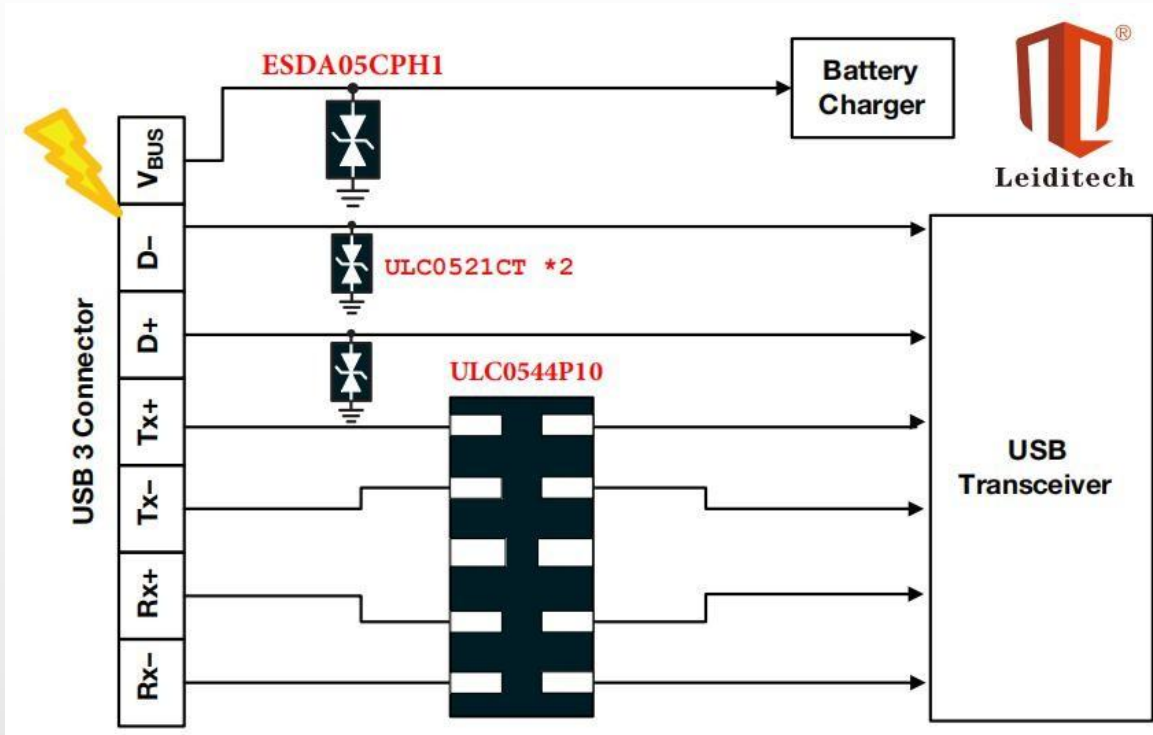 ESDA05CPH1
Battery
Charger
®
Leiditech
USB 3 Connector
VBUS
D−
D+
Tx+
Tx−
Rx+
Rx−
ULC0521CT *2
ULC0544P10
USB
Transceiver